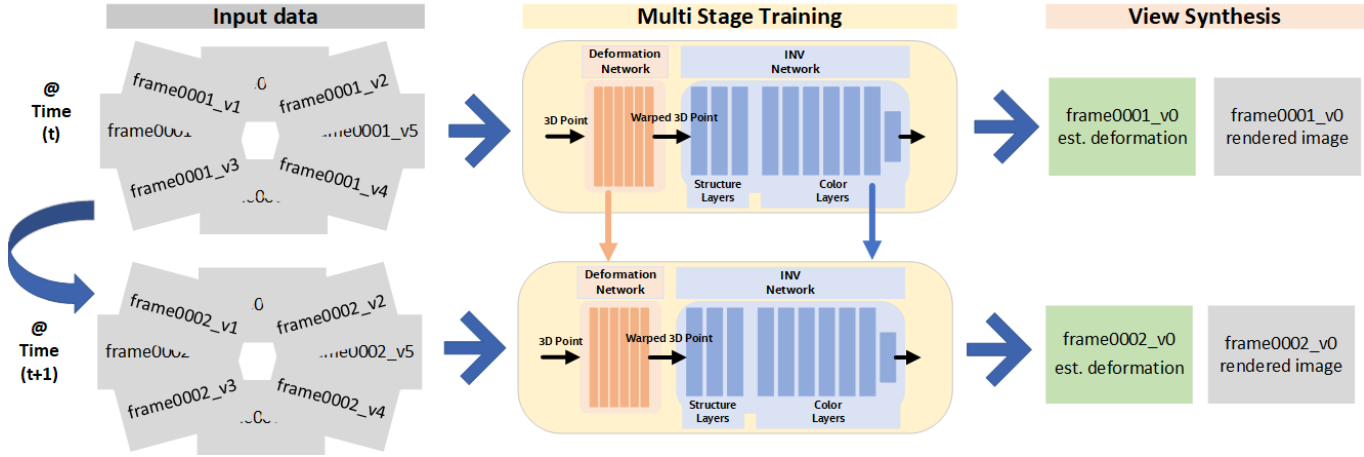 Input data
Multi Stage Training
View Synthesis
@
Time
(t)
frame0001_v1
frame0001_v2
frame0001
frame0001_v3
frame0001_v4
Deformation
Network
INV
Network
3D Point
Warped 3D Point
Structure
Layers
Color
Layers
frame0001_v0
est. deformation
frame0001_v0
rendered image
@
Time
(t+1)
frame0002_v1
frame0002_v2
frame0002
frame0002_v3
frame0002_v4
Deformation
Network
INV
Network
3D Point
Warped 3D Point
Structure
Layers
Color
Layers
frame0002_v0
est. deformation
frame0002_v0
rendered image